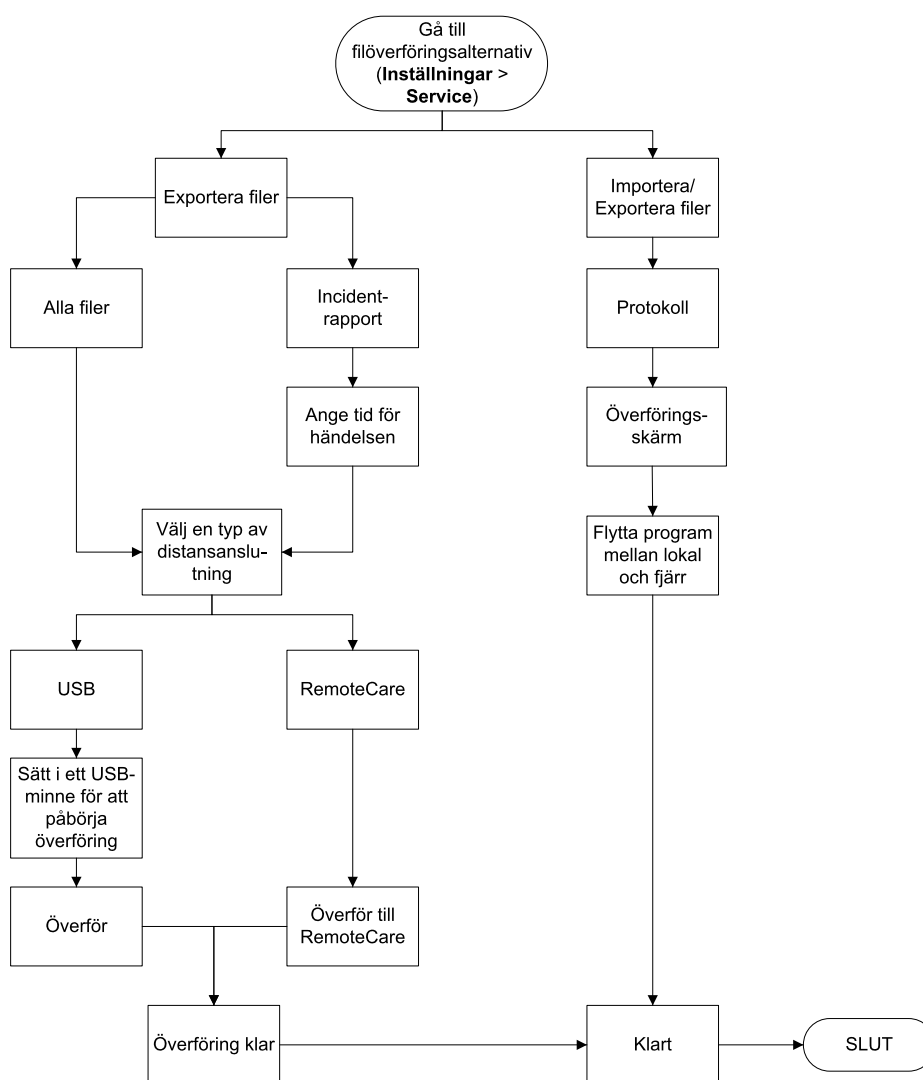 Gå till
filöverföringsalternativ
(Inställningar >
Service)
Exportera filer
Importera/
Exportera filer
Alla filer
Incident-
rapport
Protokoll
Ange tid för
händelsen
Överförings-
skärm
Välj en typ av
distansanslu-
tning
Flytta program
mellan lokal
och fjärr
USB
RemoteCare
Sätt i ett USB-
minne för att
påbörja
överföring
Överför
Överför till
RemoteCare
Överföring klar
Klart
SLUT